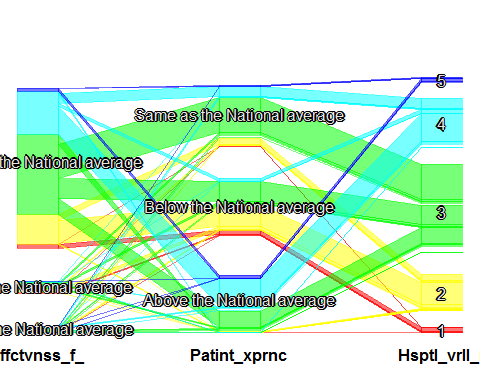 5
Same as the National average
4
the National average
Below the National average
3
e National average
2
Above the National average
e National average
1
ffctvnss_f_ Patint_xprnc Hsptl_vrll_